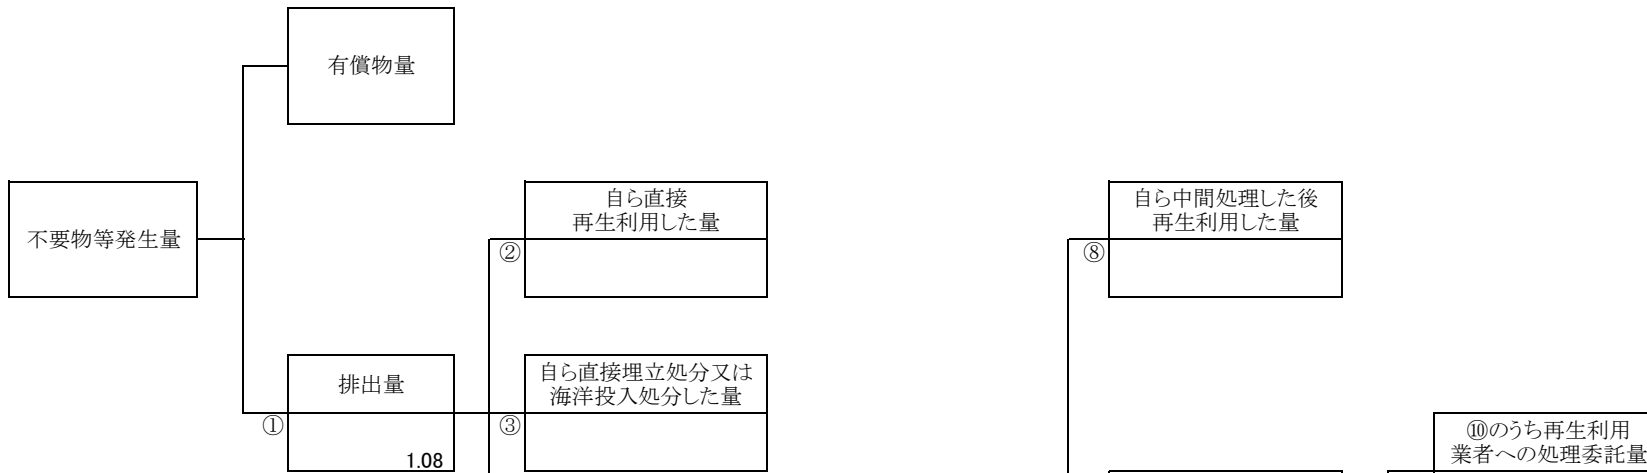 有償物量
不要物等発生量
自ら直接
再生利用した量
②
自ら中間処理した後
再生利用した量
⑧
排出量
①
1.08
自ら直接埋立処分又は
海洋投入処分した量
③
⑩のうち再生利用
業者への処理委託量